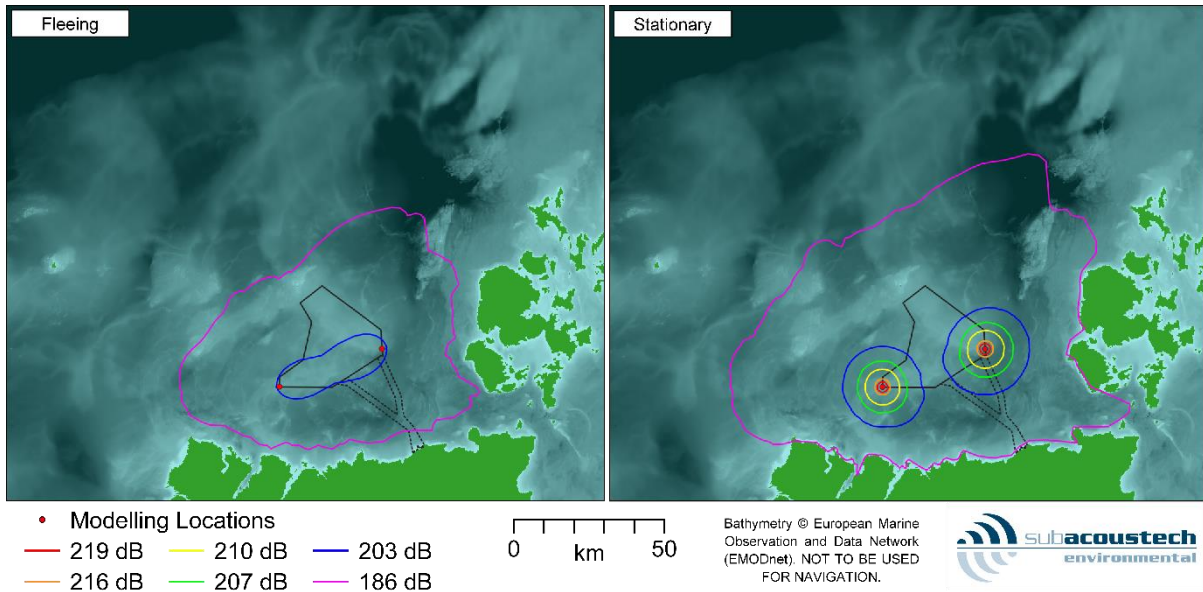 Fleeing
Stationary
Modelling Locations
219 dB
210 dB
203 dB
216 dB
207 dB
186 dB
0
50
km
Bathymetry © European Marine
Observation and Data Network
(EMODnet). NOT TO BE USED
FOR NAVIGATION.
subacoustech
environmental